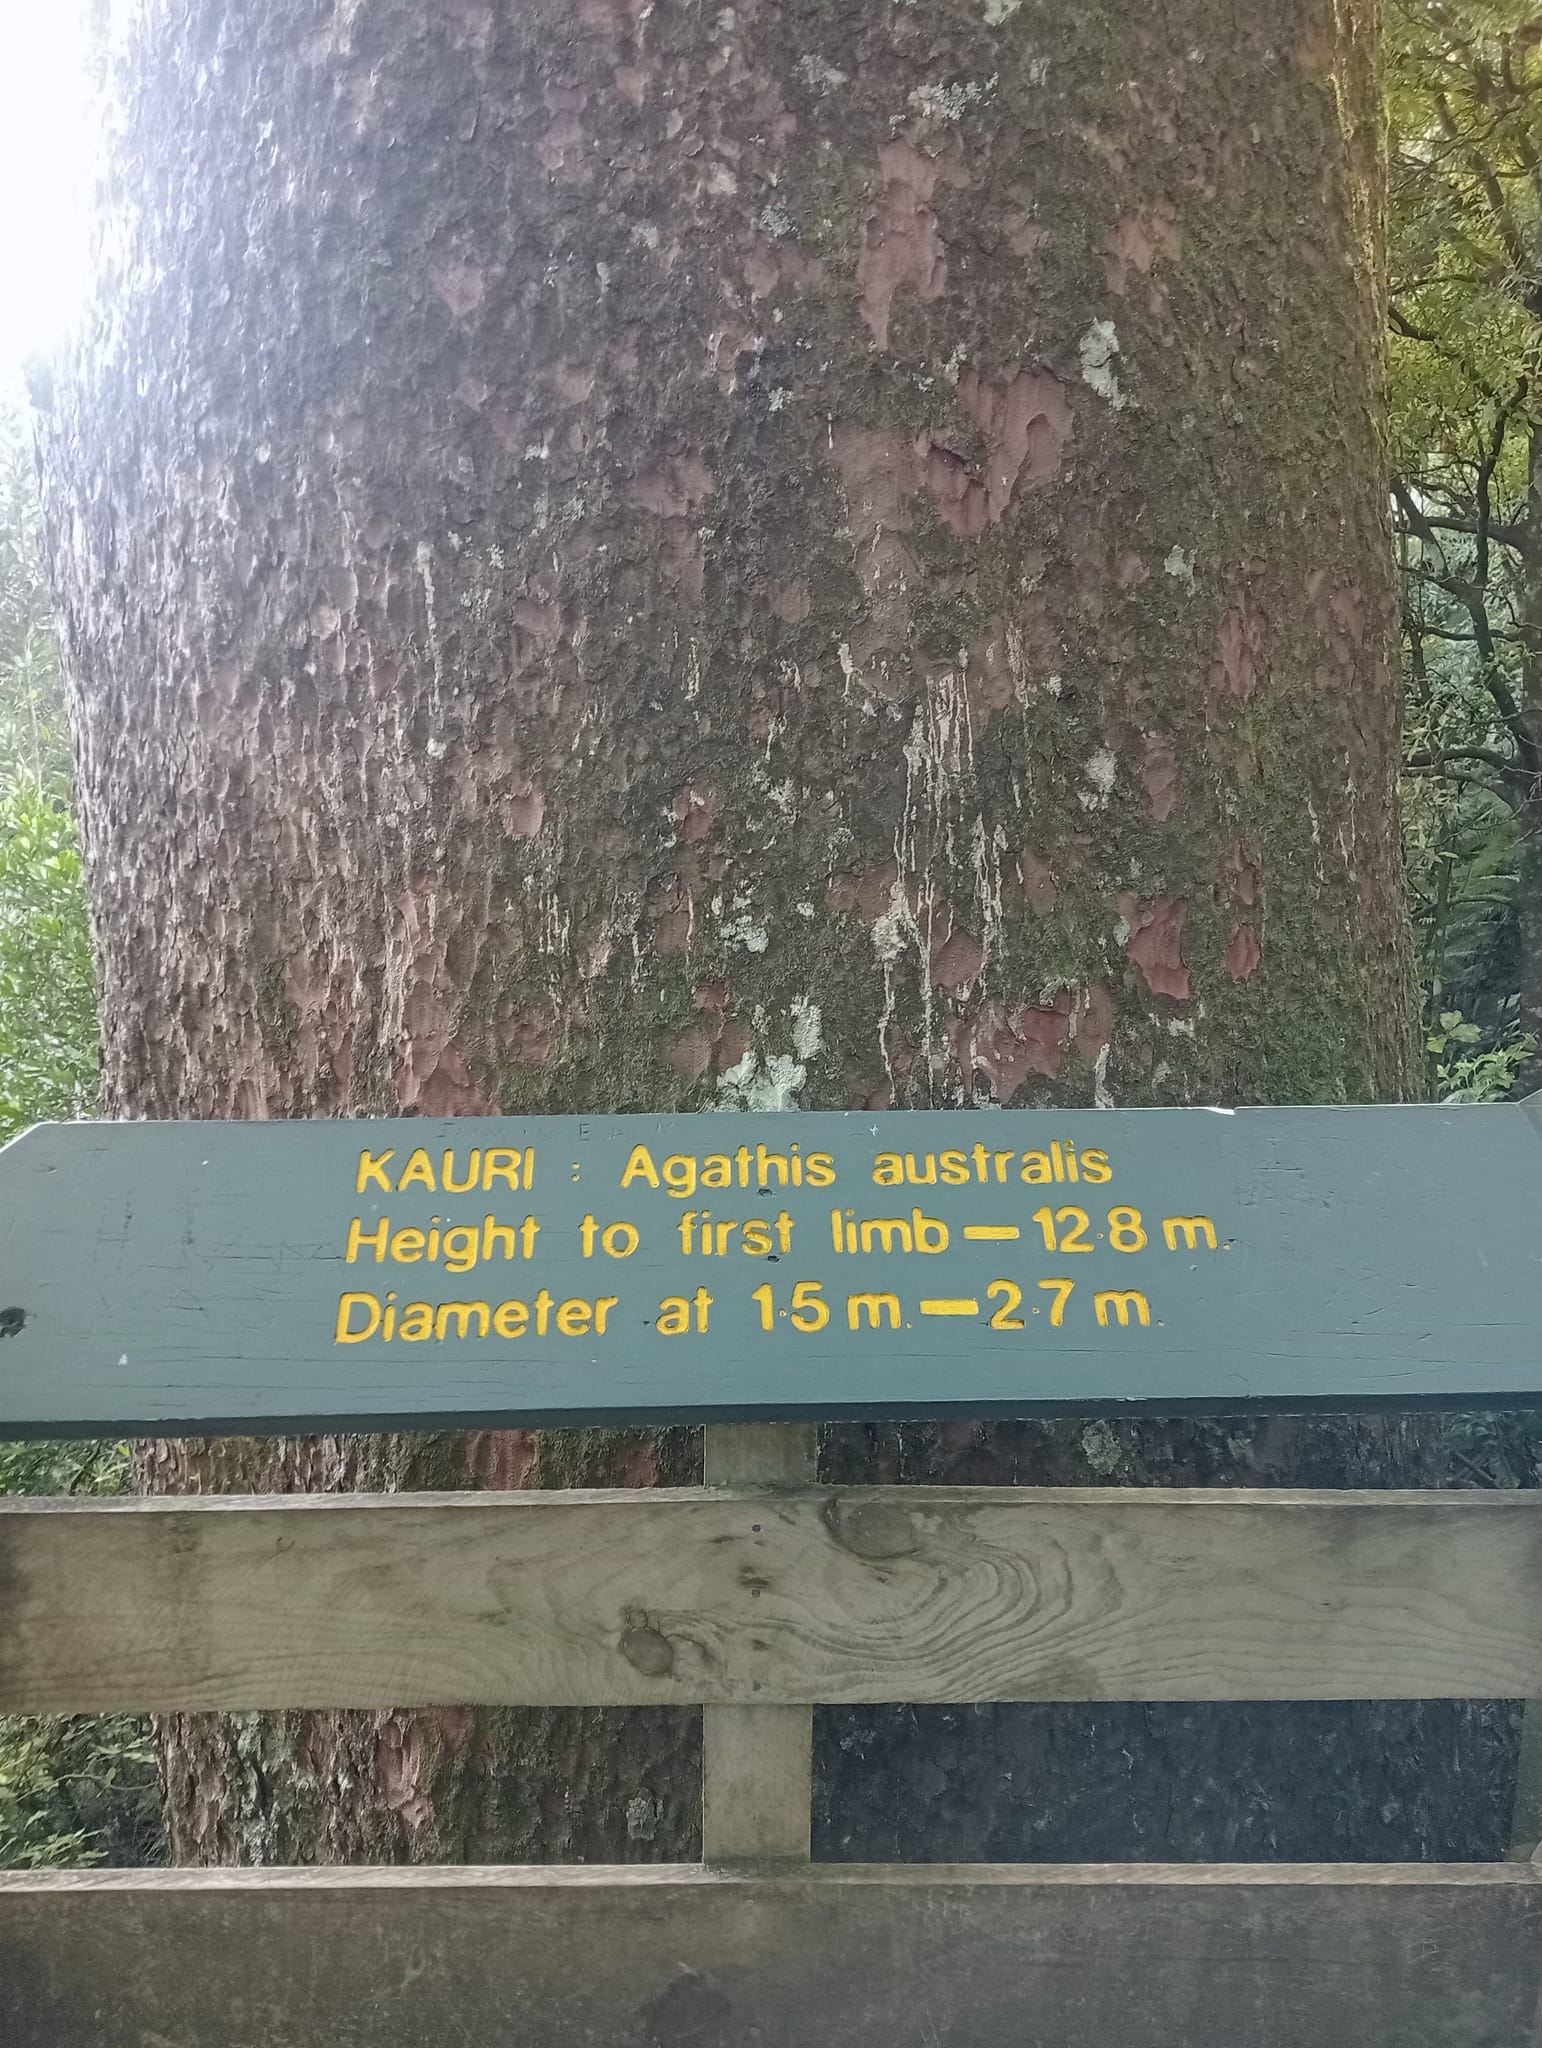 KAURI : Agathis australis
Height to first limb — 12·8 m.
Diameter at 1·5 m. — 2·7 m.